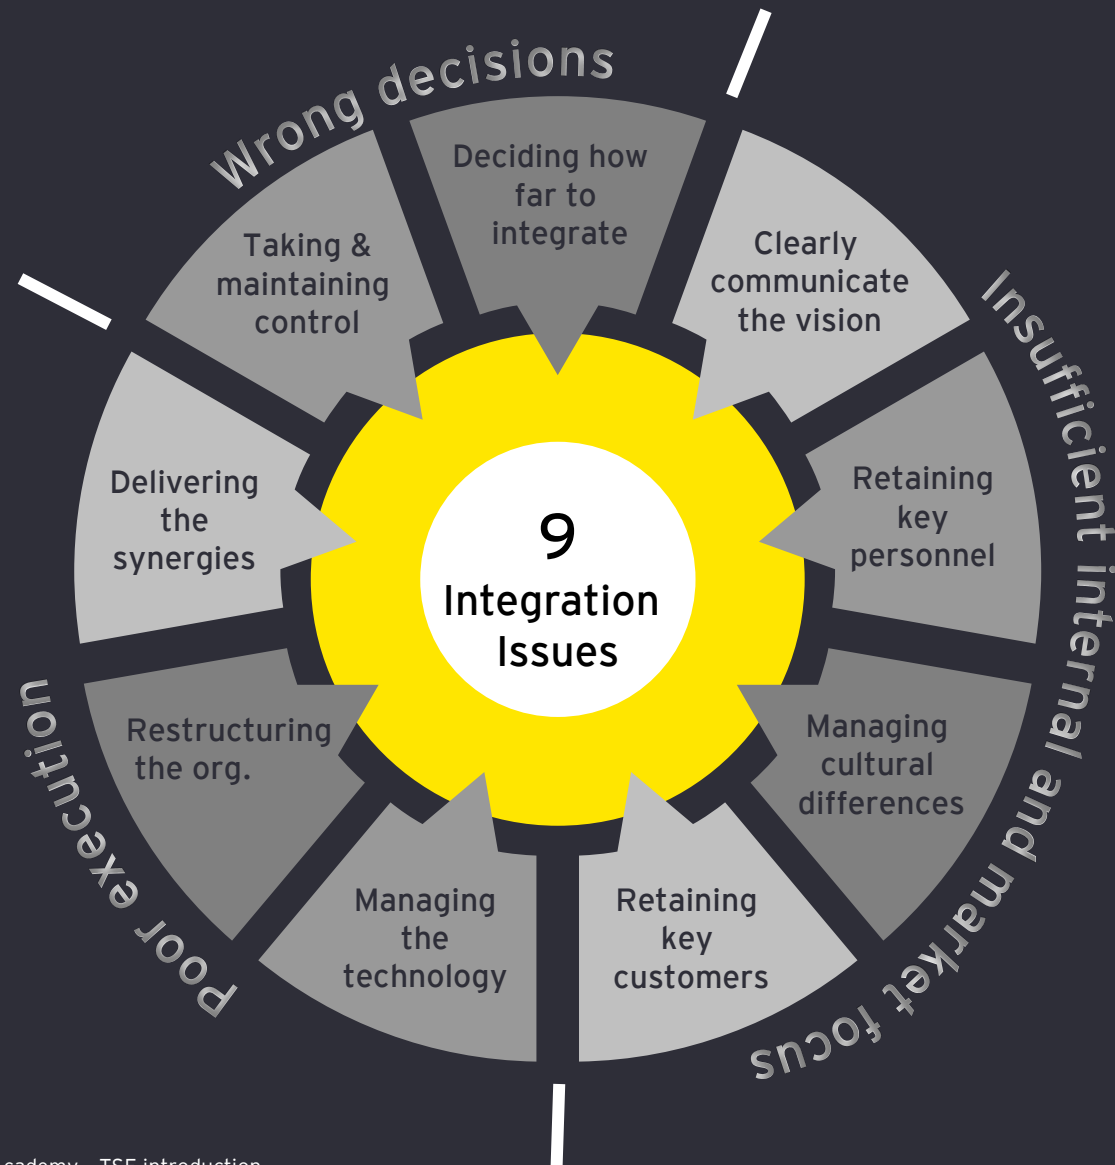 Wrong decisions
Deciding how
far to
integrate
Taking &
maintaining
control
Clearly
communicate
the vision
Insufficient internal and market focus
Delivering
the
synergies
Retaining
key
personnel
9
Integration
Issues
Restructuring
the org.
Managing
cultural
differences
Poor execution
Managing
the
technology
Retaining
key
customers
introduction